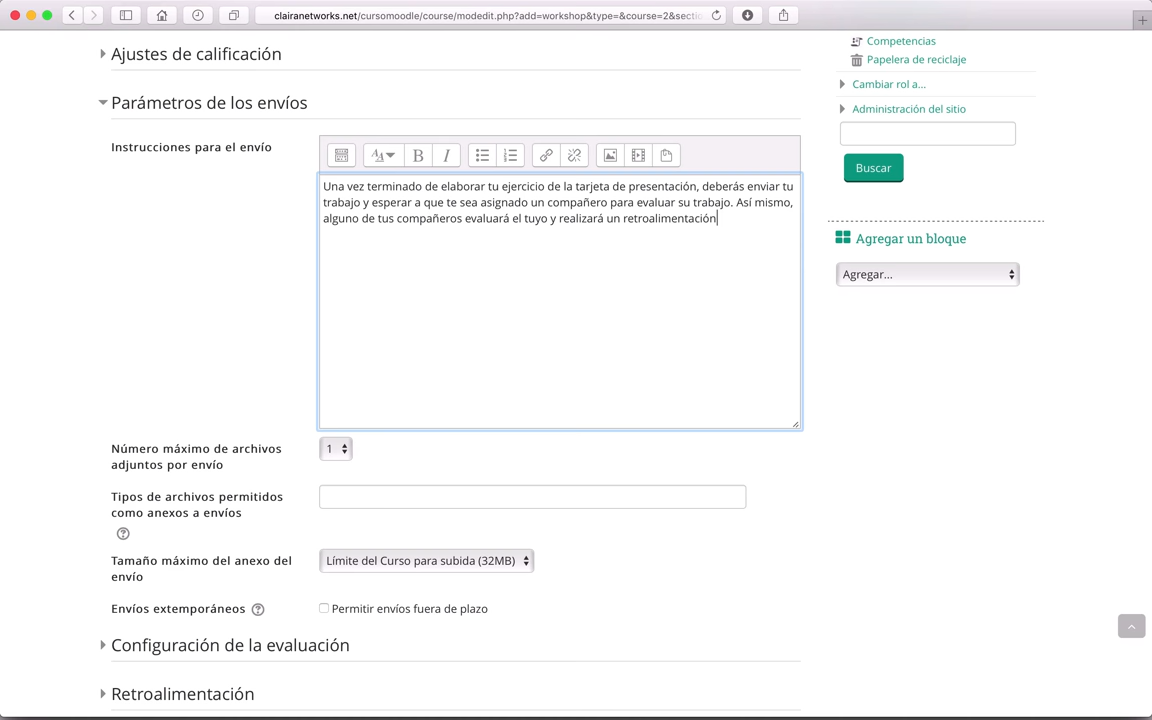 clairanetworks.net/cursomoodle/course/modedit.php?add=workshop&type=&course=2&secti
Ajustes de calificación
Parámetros de los envíos
Instrucciones para el envío
Una vez terminado de elaborar tu ejercicio de la tarjeta de presentación, deberás enviar tu
trabajo y esperar a que te sea asignado un compañero para evaluar su trabajo. Así mismo,
alguno de tus compañeros evaluará el tuyo y realizará un retroalimentación
Número máximo de archivos
adjuntos por envío
1
Tipos de archivos permitidos
como anexos a envíos
Tamaño máximo del anexo del
envío
Límite del Curso para subida (32MB)
Envíos extemporáneos
Permitir envíos fuera de plazo
Configuración de la evaluación
Retroalimentación
Competencias
Papelera de reciclaje
Cambiar rol a...
Administración del sitio
Buscar
Agregar un bloque
Agregar...